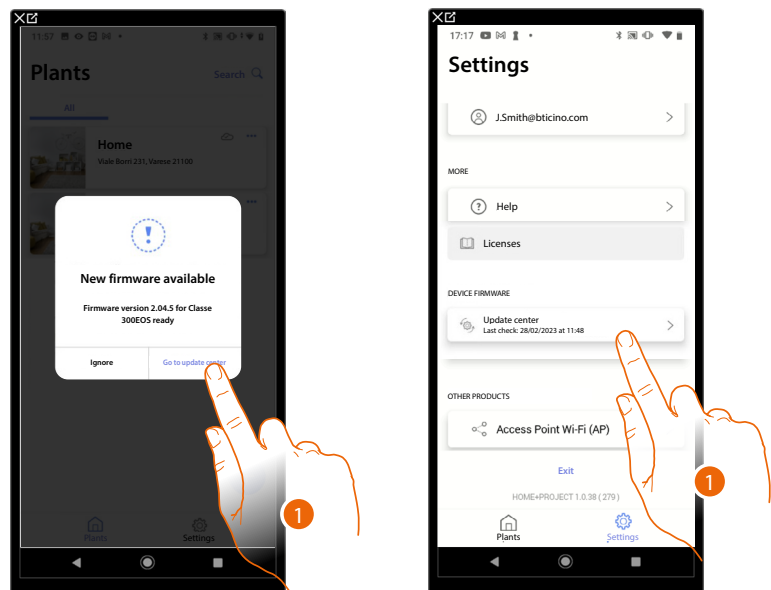 11:57
Plants
Search
All
Home
Viale Borri 231, Varese 21100
New firmware available
Firmware version 2.04.5 for Classe
300EOS ready
Ignore
Go to update center
1
Plants
Settings
17:17
Settings
J.Smith@bticino.com
MORE
Help
Licenses
DEVICE FIRMWARE
Update center
Last check: 28/02/2023 at 11:48
OTHER PRODUCTS
Access Point Wi-Fi (AP)
Exit
1
HOME+PROJECT 1.0.38 ( 279 )
Plants
Settings